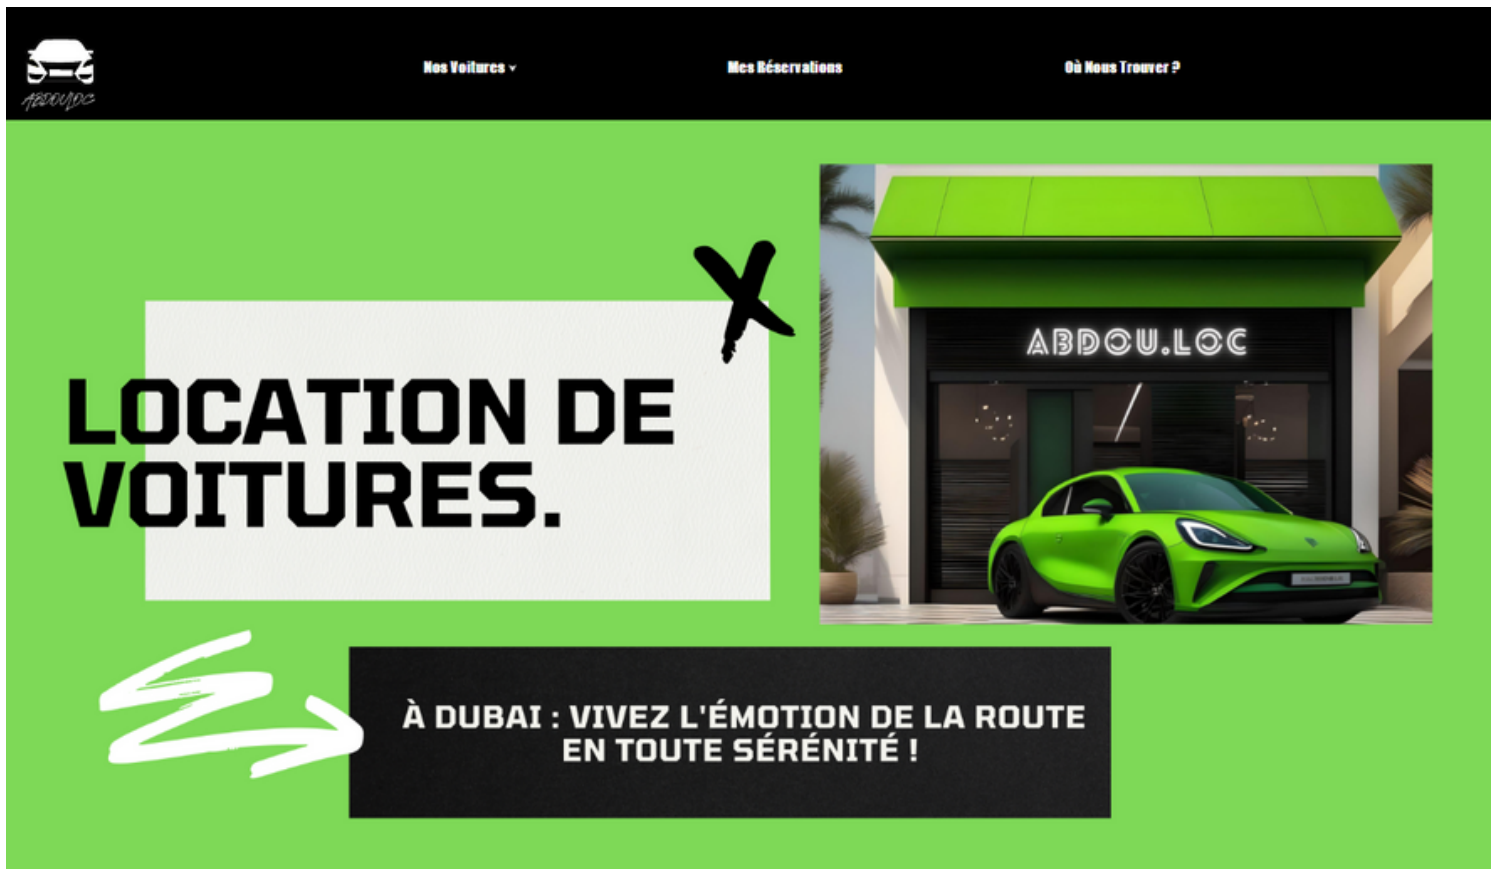 Nos Voitures
Mes Réservations
Où Nous Trouver ?
ABDOULOC
ABDOU.LOC
LOCATION DE
VOITURES.
À DUBAI : VIVEZ L'ÉMOTION DE LA ROUTE
EN TOUTE SÉRÉNITÉ !